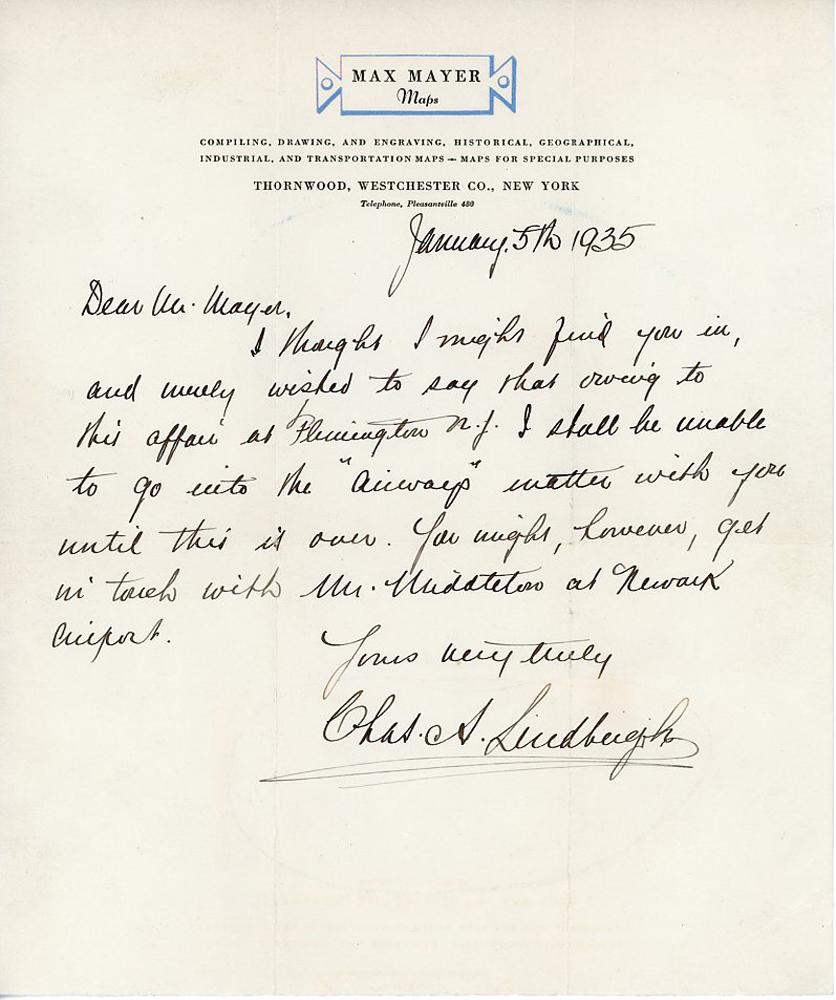 MAX MAYER
Maps
COMPILING, DRAWING, AND ENGRAVING, HISTORICAL, GEOGRAPHICAL,
INDUSTRIAL, AND TRANSPORTATION MAPS — MAPS FOR SPECIAL PURPOSES
THORNWOOD, WESTCHESTER CO., NEW YORK
Telephone, Pleasantville 480
January. 5th 1935
Dear Mr. Mayer.
I thought I might find you in,
and merely wished to say that owing to
this affair at Flemington N.J. I shall be unable
to go into the "airways" matter with you
until this is over. You might, however, get
in touch with Mr. Middleton at Newark
airport.
Yours very truly
Chas. A. Lindbergh